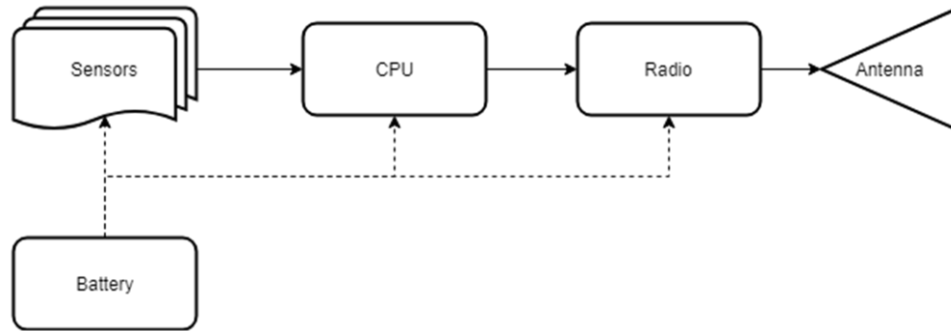 Sensors
CPU
Radio
Antenna
Battery